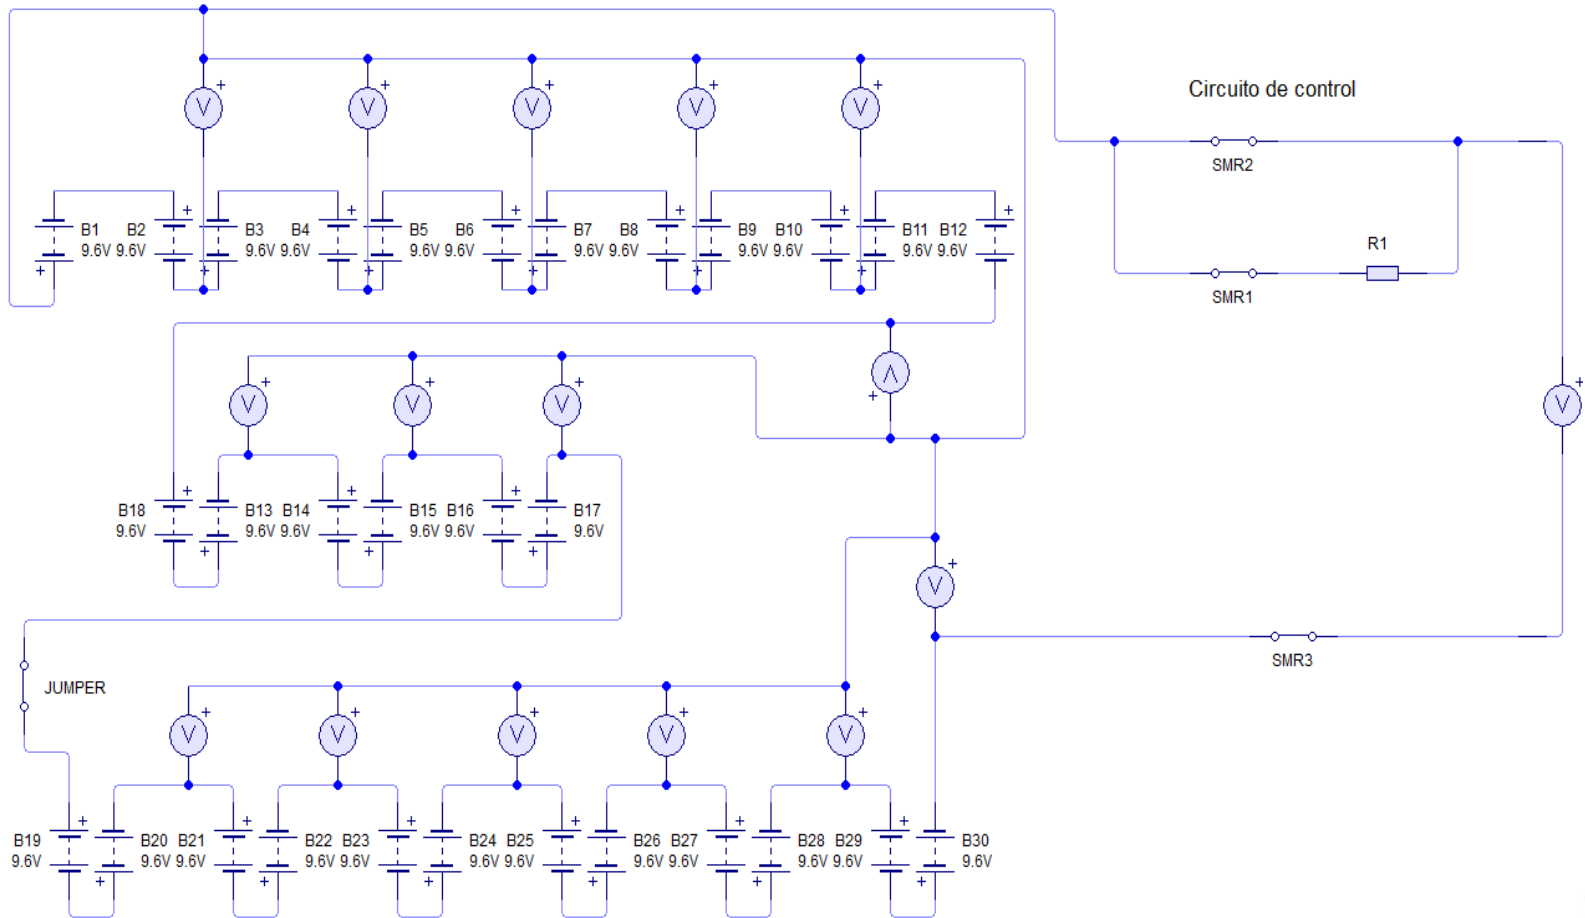 Circuito de control
SMR2
B1 B2 B3 B4 B5 B6 B7 B8 B9 B10 B11 B12
9.6V 9.6V 9.6V 9.6V 9.6V 9.6V 9.6V 9.6V 9.6V 9.6V 9.6V 9.6V
R1
SMR1
B18 B13 B14 B15 B16 B17
9.6V 9.6V 9.6V 9.6V 9.6V 9.6V
SMR3
JUMPER
B19 B20 B21 B22 B23 B24 B25 B26 B27 B28 B29 B30
9.6V 9.6V 9.6V 9.6V 9.6V 9.6V 9.6V 9.6V 9.6V 9.6V 9.6V 9.6V